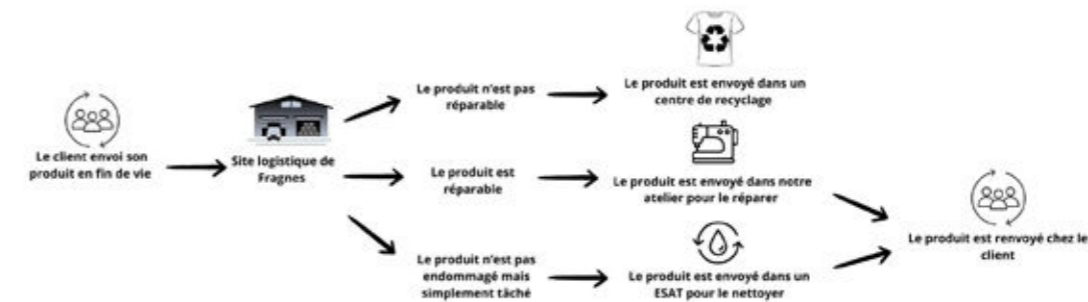 Le client envoi son
produit en fin de vie
Site logistique de
Fragnes
Le produit n'est pas
réparable
Le produit est envoyé dans un
centre de recyclage
Le produit est
réparable
Le produit est envoyé dans notre
atelier pour le réparer
Le produit n'est pas
endommagé mais
simplement tâché
Le produit est envoyé dans un
ESAT pour le nettoyer
Le produit est renvoyé chez le
client